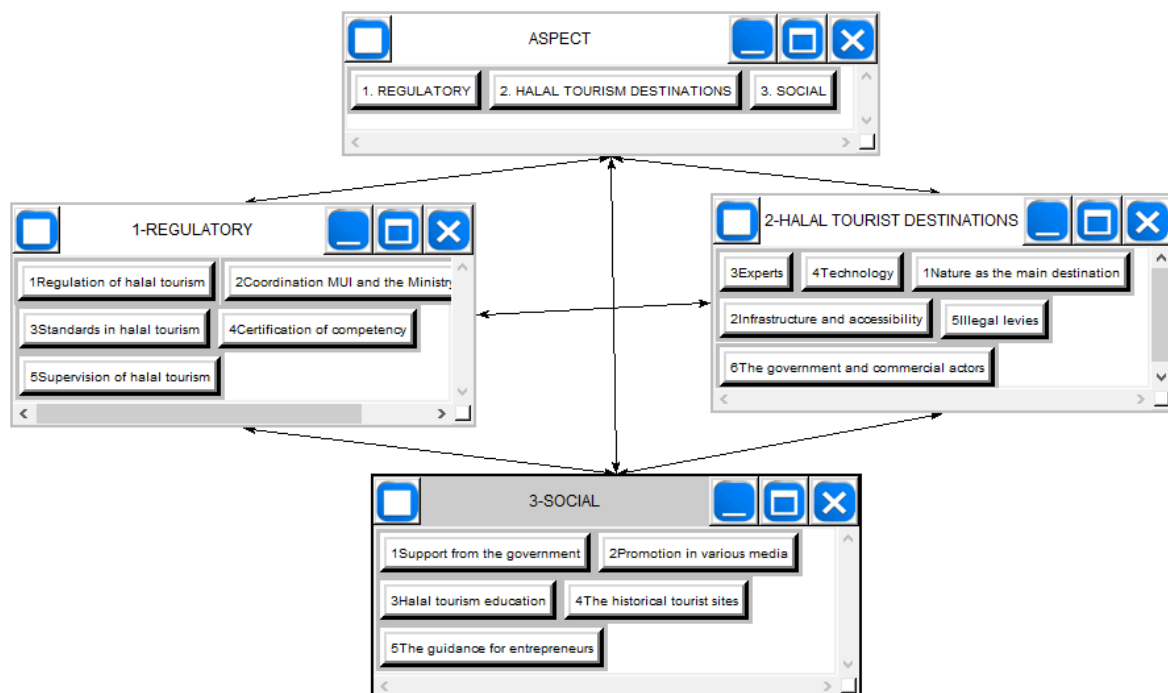 ASPECT
1. REGULATORY 2. HALAL TOURISM DESTINATIONS 3. SOCIAL
1-REGULATORY
1Regulation of halal tourism 2Coordination MUI and the Ministry
3Standards in halal tourism 4Certification of competency
5Supervision of halal tourism
2-HALAL TOURIST DESTINATIONS
3Experts 4Technology 1Nature as the main destination
2Infrastructure and accessibility 5Illegal levies
6The government and commercial actors
3-SOCIAL
1Support from the government 2Promotion in various media
3Halal tourism education 4The historical tourist sites
5The guidance for entrepreneurs